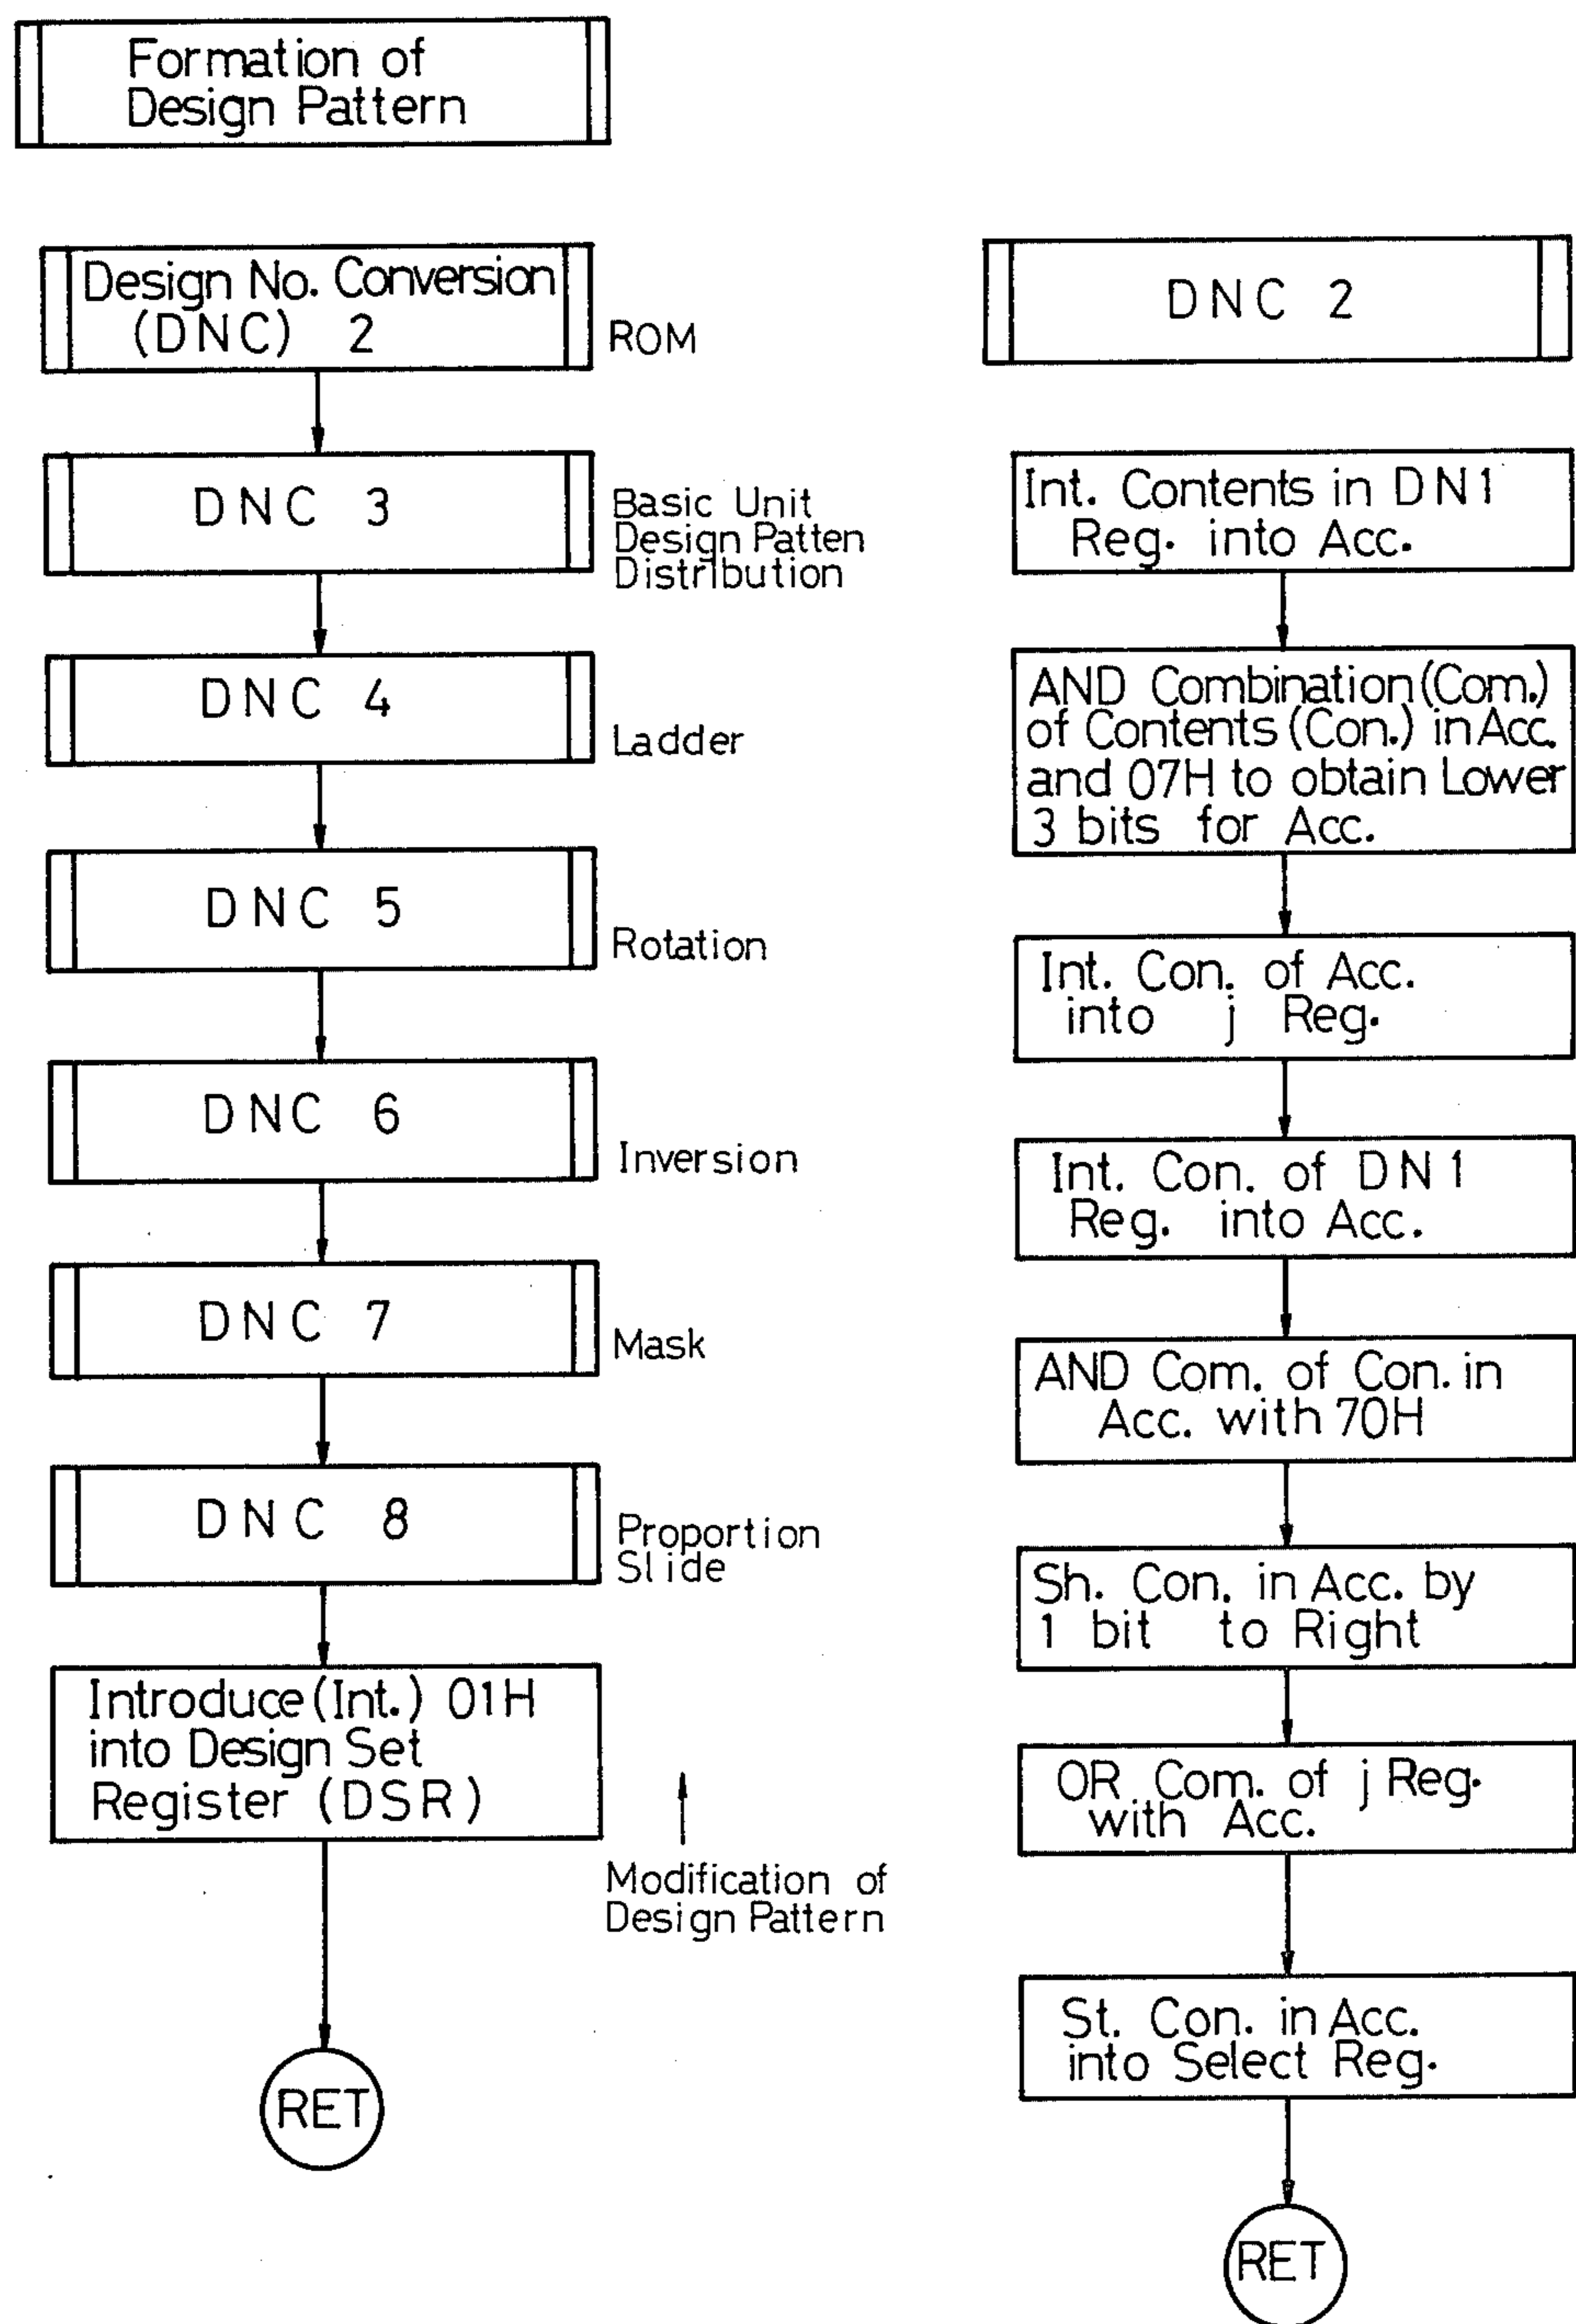 Formation of
Design Pattern
Design No. Conversion
(DNC) 2
ROM
DNC 3
Basic Unit
Design Patten
Distribution
DNC 4
Ladder
DNC 5
Rotation
DNC 6
Inversion
DNC 7
Mask
DNC 8
Proportion
Slide
Introduce (Int.) 01H
into Design Set
Register (DSR)
Modification of
Design Pattern
RET
DNC 2
Int. Contents in DN1
Reg. into Acc.
AND Combination (Com.)
of Contents (Con.) in Acc.
and 07H to obtain Lower
3 bits for Acc.
Int. Con. of Acc.
into j Reg.
Int. Con. of DN1
Reg. into Acc.
AND Com. of Con. in
Acc. with 70H
Sh. Con. in Acc. by
1 bit to Right
OR Com. of j Reg.
with Acc.
St. Con. in Acc.
into Select Reg.
RET